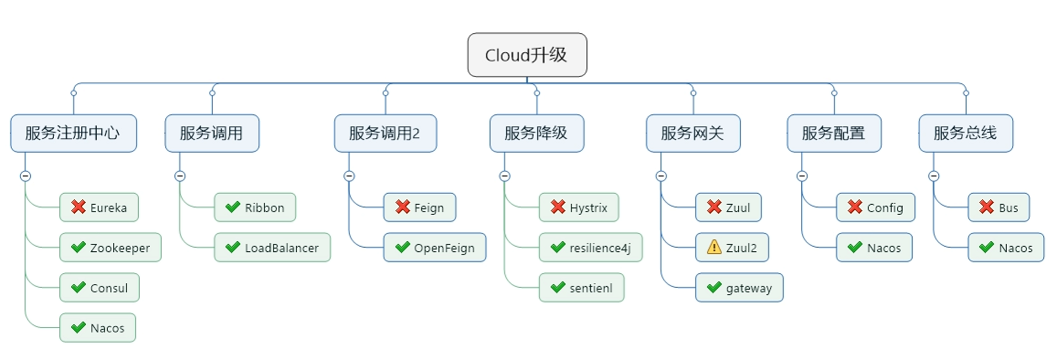 Cloud升级
服务注册中心
服务调用
服务调用2
服务降级
服务网关
服务配置
服务总线
Eureka
Ribbon
Feign
Hystrix
Zuul
Config
Bus
Zookeeper
LoadBalancer
OpenFeign
resilience4j
Zuul2
Nacos
Nacos
Consul
sentienl
gateway
Nacos